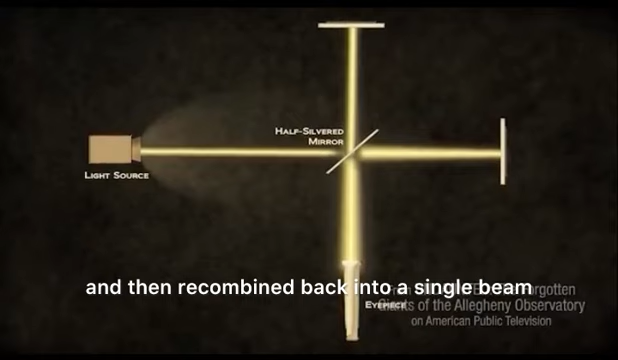 HALF-SILVERED
MIRROR
LIGHT SOURCE
and then recombined back into a single beam
EYEPIECE
of the Allegheny Observatory
on American Public Television